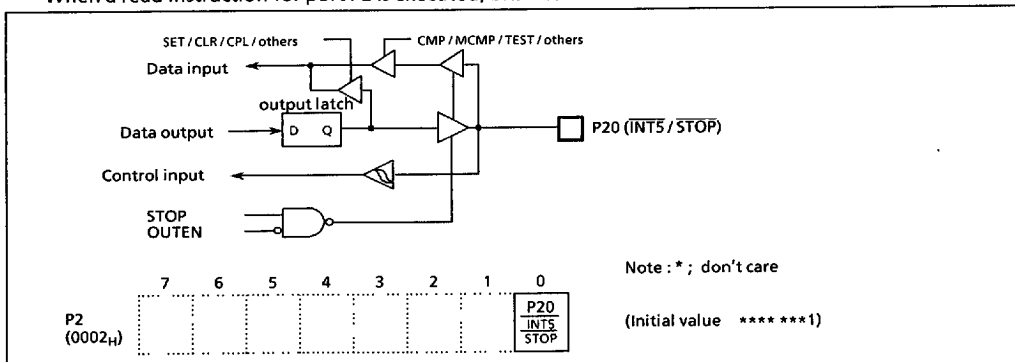 SET / CLR / CPL / others
CMP / MCMP / TEST / others
Data input
output latch
Data output
D Q
P20 (INT5 / STOP)
Control input
STOP
OUTEN
Note : * ; don't care
7 6 5 4 3 2 1 0
P2
(0002H)
P20
INT5
STOP
(Initial value **** ***1)